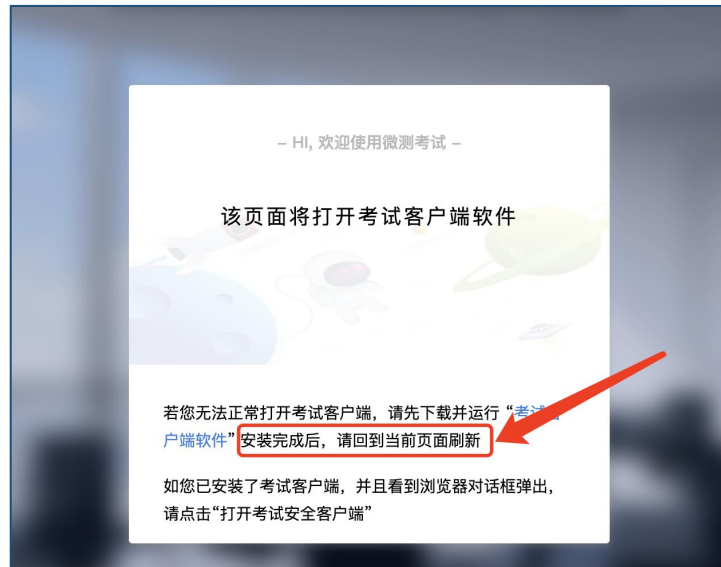 – HI, 欢迎使用微测考试 –
该页面将打开考试客户端软件
若您无法正常打开考试客户端，请先下载并运行 “考试客
户端软件” 安装完成后，请回到当前页面刷新
如您已安装了考试客户端，并且看到浏览器对话框弹出，
请点击“打开考试安全客户端”